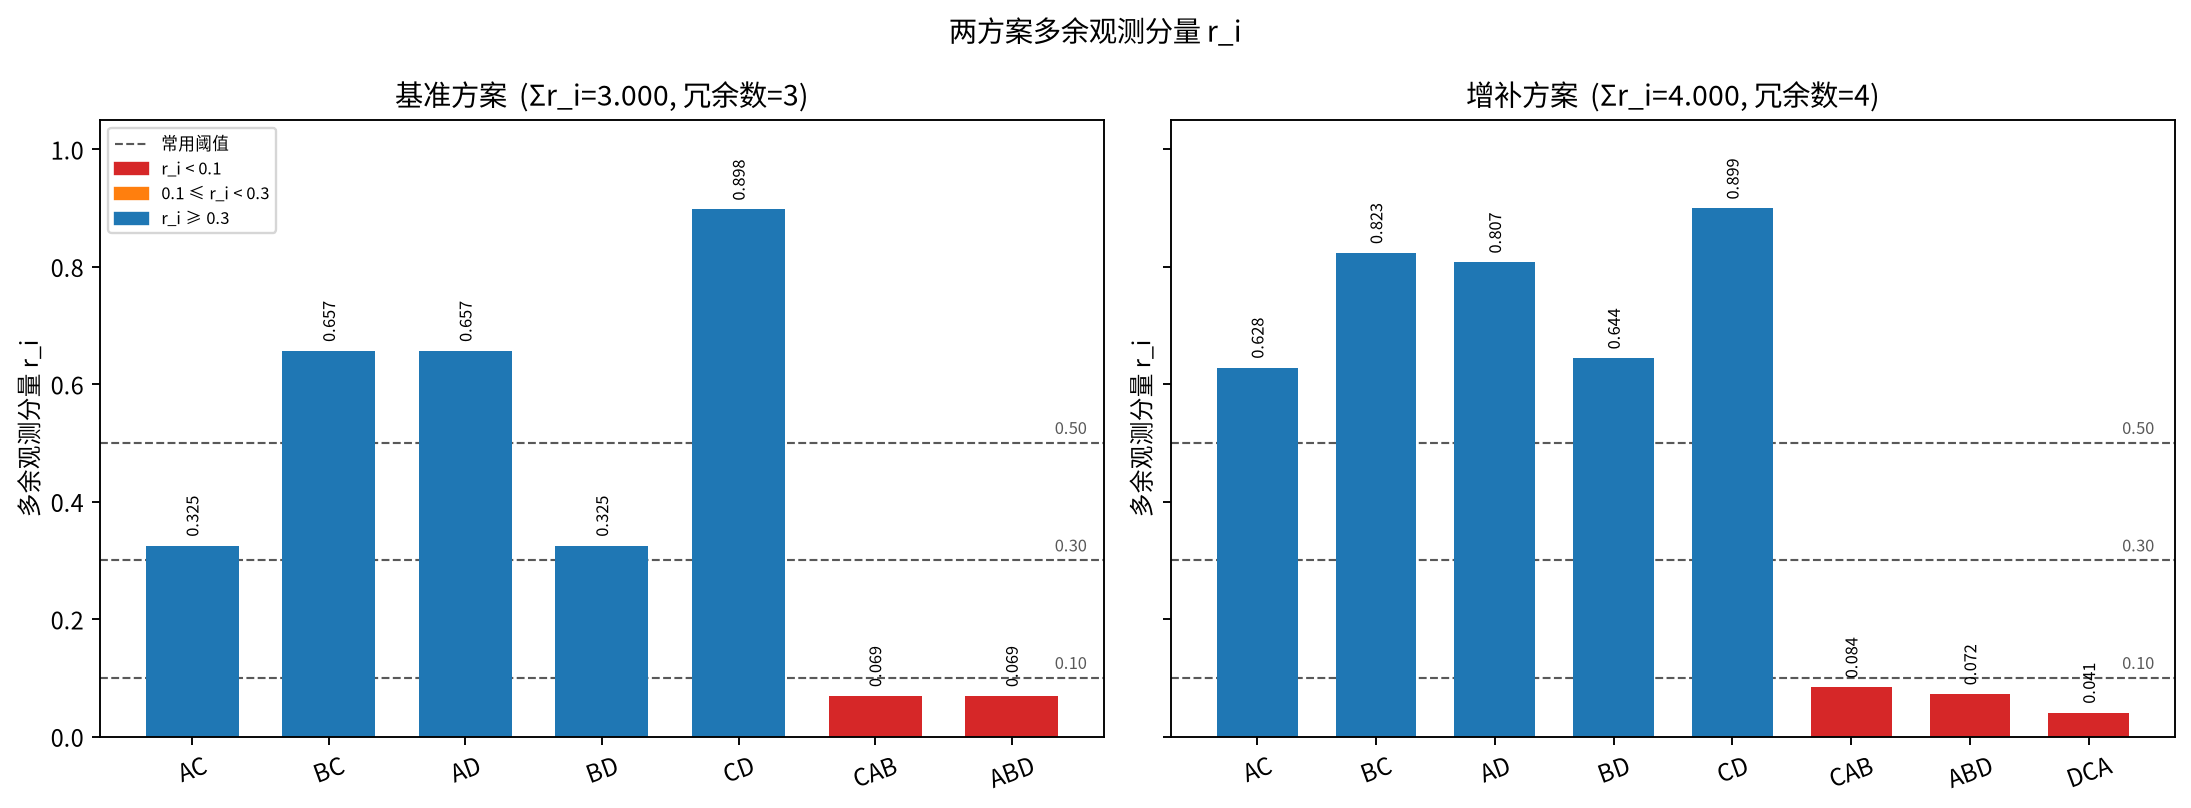 两方案多余观测分量 r_i
基准方案 (Σr_i=3.000, 冗余数=3)
多余观测分量 r_i
1.0
0.8
0.6
0.4
0.2
0.0
常用阈值
r_i < 0.1
0.1 ≤ r_i < 0.3
r_i ≥ 0.3
0.325
0.657
0.657
0.325
0.898
0.069
0.069
0.50
0.30
0.10
AC
BC
AD
BD
CD
CAB
ABD
增补方案 (Σr_i=4.000, 冗余数=4)
多余观测分量 r_i
0.628
0.823
0.807
0.644
0.899
0.084
0.072
0.041
0.50
0.30
0.10
AC
BC
AD
BD
CD
CAB
ABD
DCA